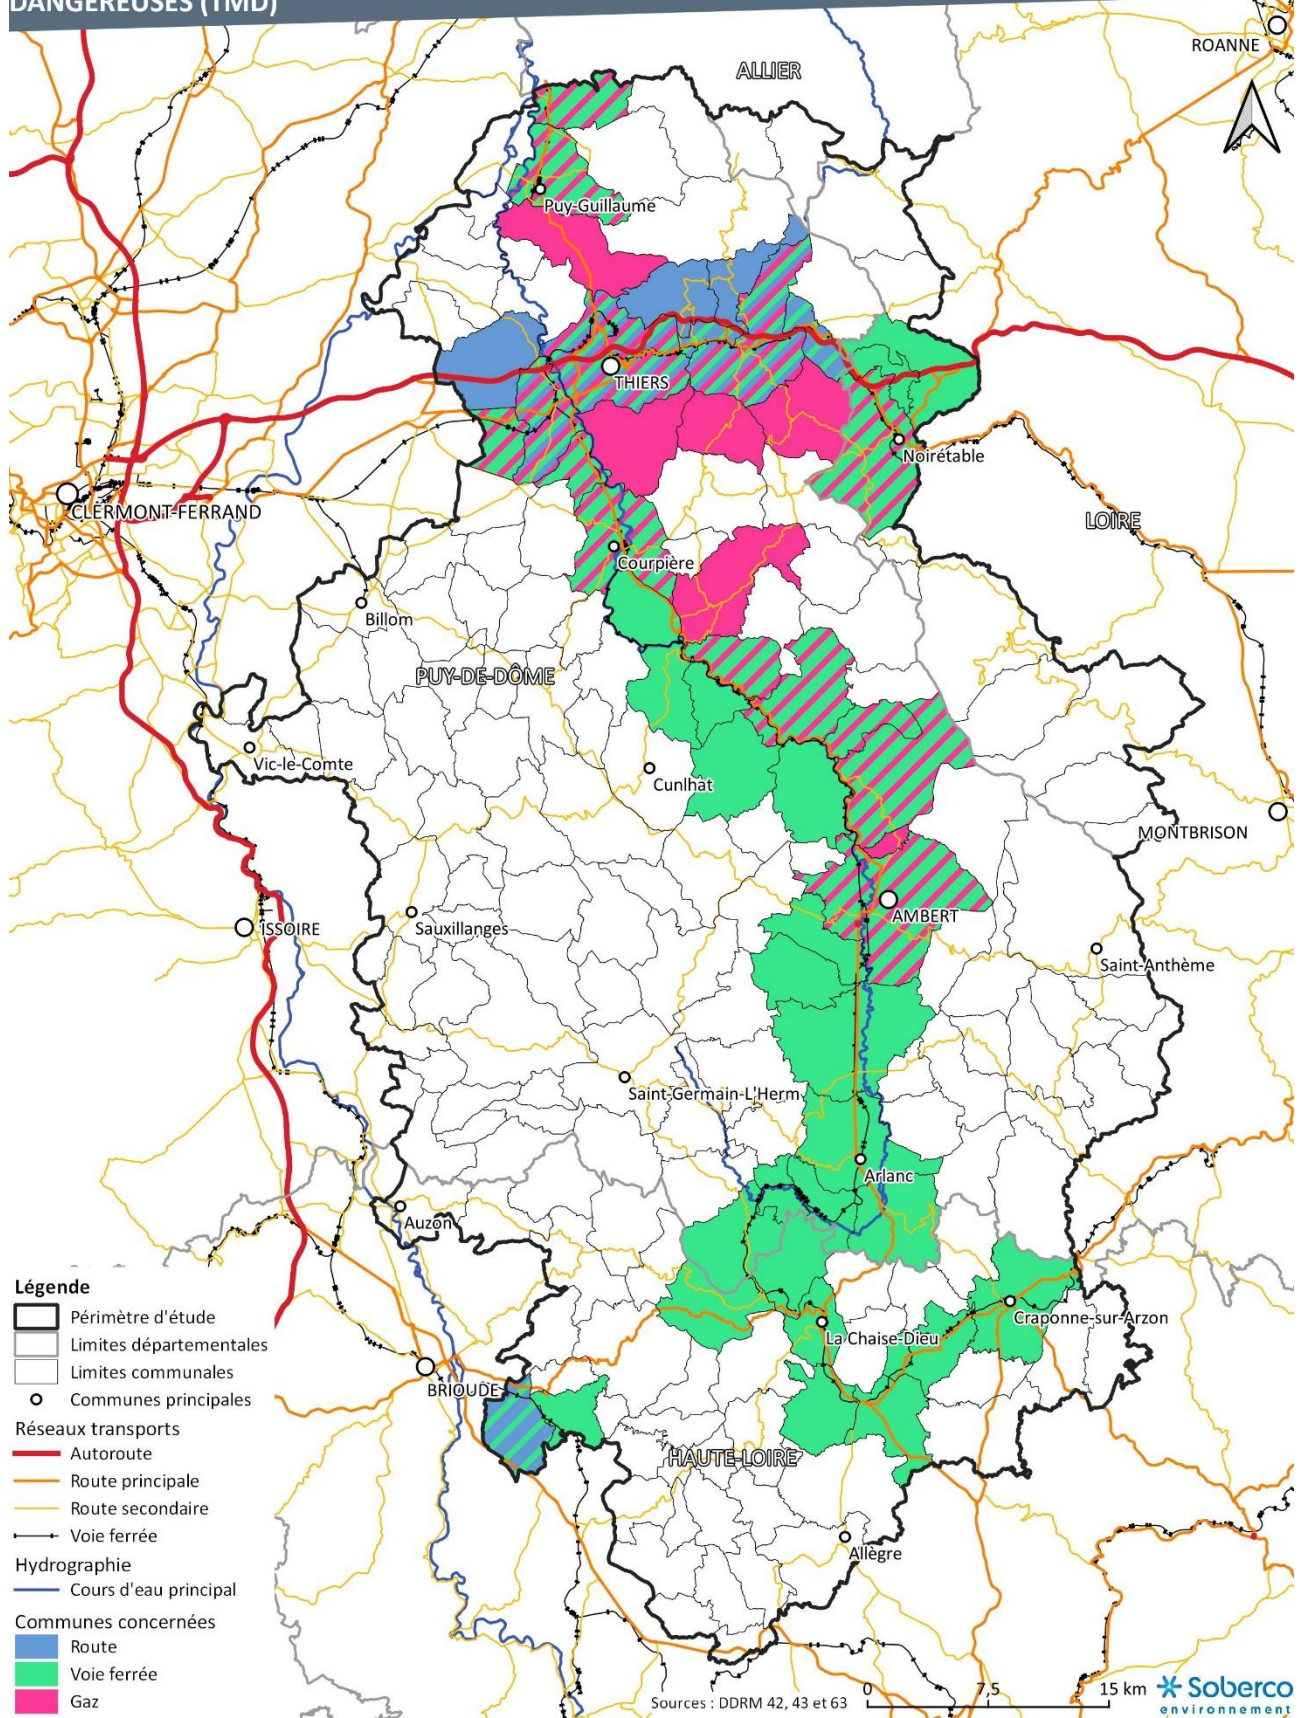 DANGEREUSES (TMD)
ROANNE
ALLIER
Puy-Guillaume
THIERS
Noirétable
CLERMONT-FERRAND
LOIRE
Courpière
Billom
PUY-DE-DÔME
Vic-le-Comte
Cunlhat
MONTBRISON
AMBERT
Sauxillanges
ISSOIRE
Saint-Anthème
Saint-Germain-L'Herm
Arlanc
Auzon
Craponne-sur-Arzon
La Chaise-Dieu
BRIOUDE
HAUTE-LOIRE
Allègre
Légende
Périmètre d'étude
Limites départementales
Limites communales
Communes principales
Réseaux transports
Autoroute
Route principale
Route secondaire
Voie ferrée
Hydrographie
Cours d'eau principal
Communes concernées
Route
Voie ferrée
Gaz
Sources : DDRM 42, 43 et 63
0 7,5 15 km
Soberco
environnement